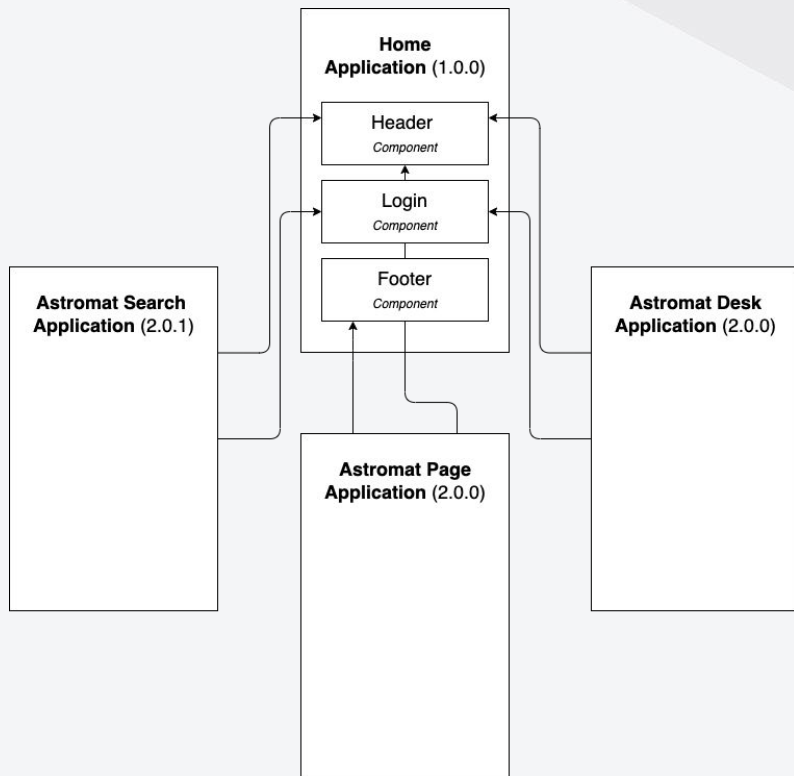 Home
Application (1.0.0)
Header
Component
Login
Component
Footer
Component
Astromat Search
Application (2.0.1)
Astromat Desk
Application (2.0.0)
Astromat Page
Application (2.0.0)